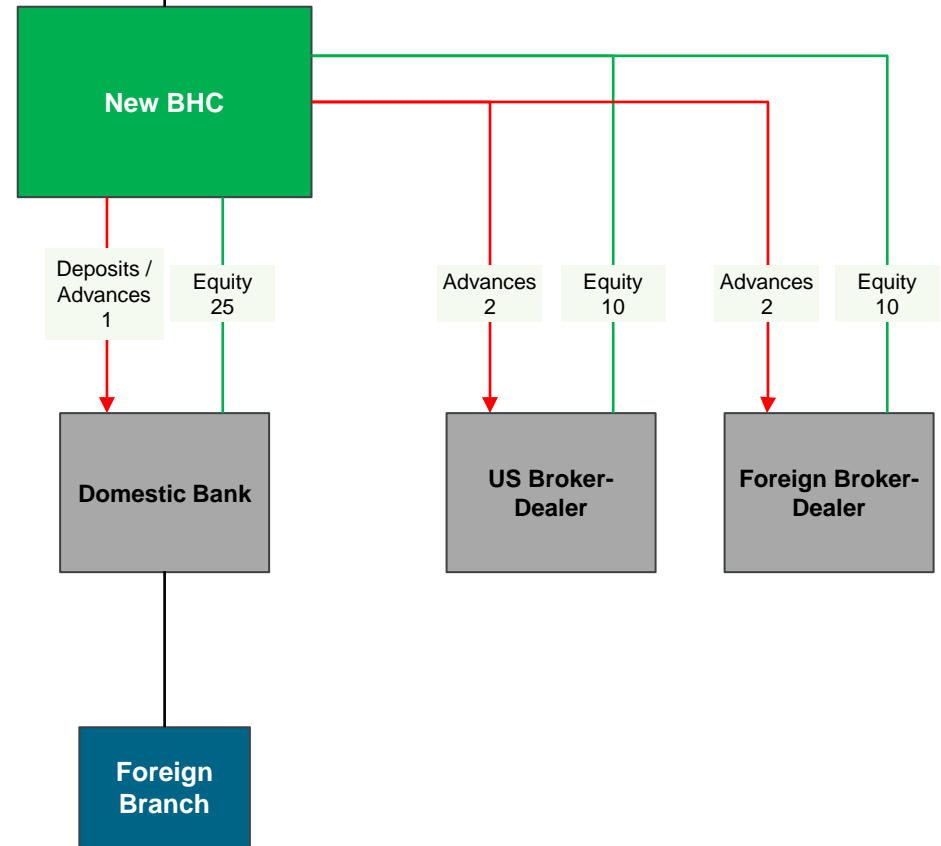 New BHC
Deposits /
Advances
1
Equity
25
Advances
2
Equity
10
Advances
2
Equity
10
Domestic Bank
US Broker-
Dealer
Foreign Broker-
Dealer
Foreign
Branch